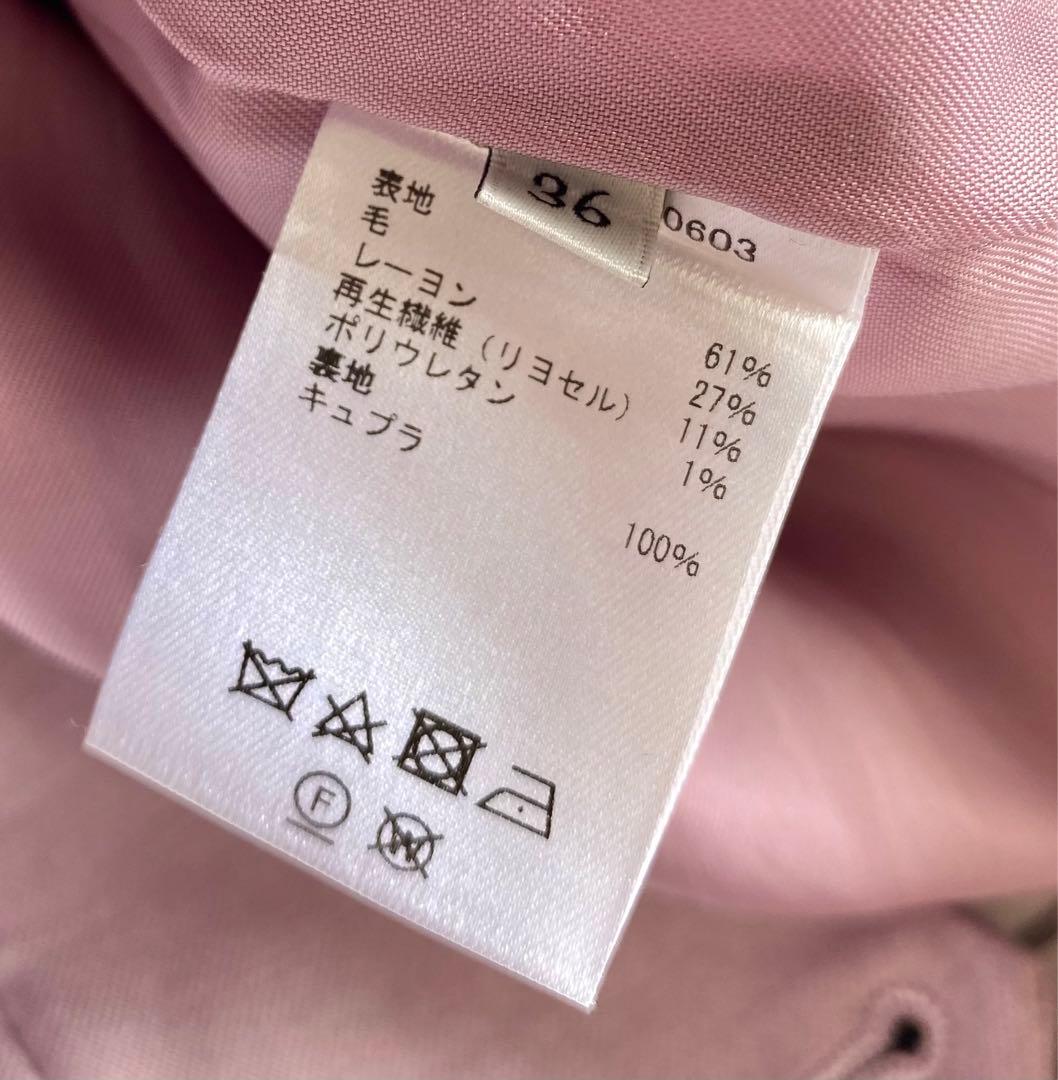 36
0603
表地
毛 61%
レーヨン 27%
再生繊維(リヨセル) 11%
ポリウレタン 1%
裏地
キュプラ 100%
F
W